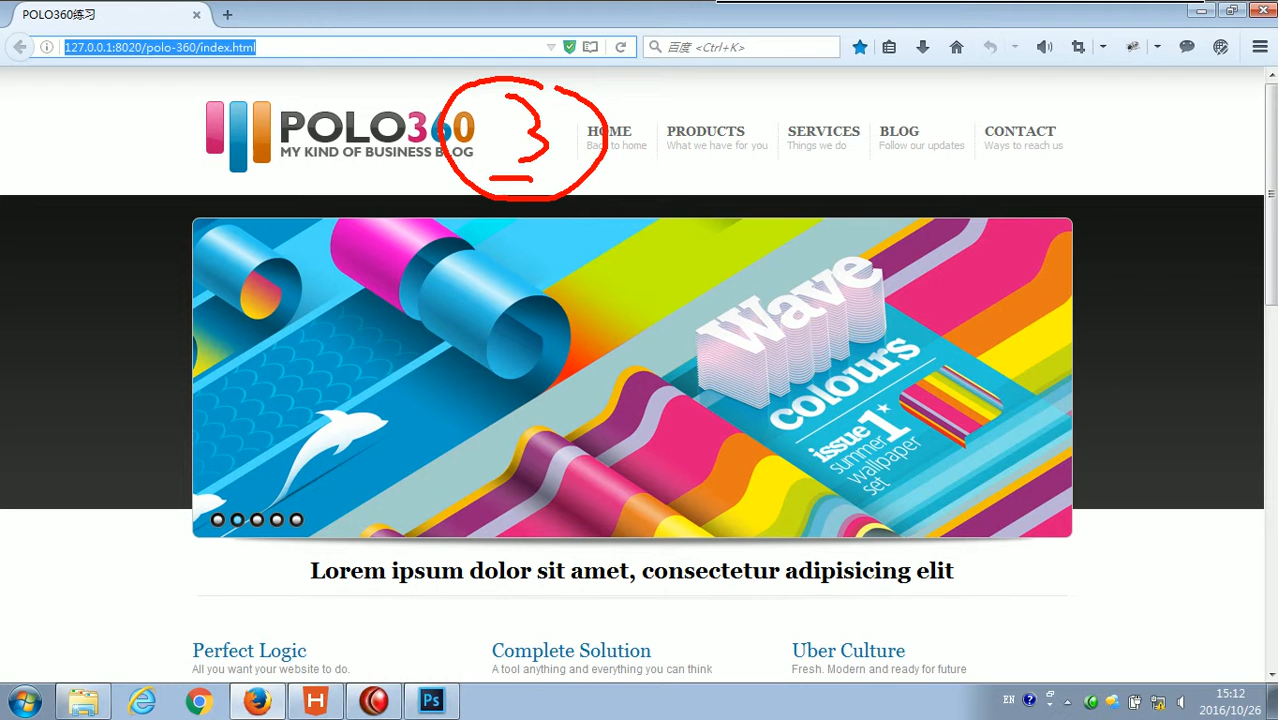 POLO360练习
127.0.0.1:8020/polo-360/index.html
百度 <Ctrl+K>
POLO360
MY KIND OF BUSINESS BLOG
3
HOME
Back to home
PRODUCTS
What we have for you
SERVICES
Things we do
BLOG
Follow our updates
CONTACT
Ways to reach us
Wave
colours
issue 1
summer
wallpaper
set
Lorem ipsum dolor sit amet, consectetur adipisicing elit
Perfect Logic
All you want your website to do.
Complete Solution
A tool anything and everything you can think
Uber Culture
Fresh. Modern and ready for future
H
Ps
EN
15:12
2016/10/26